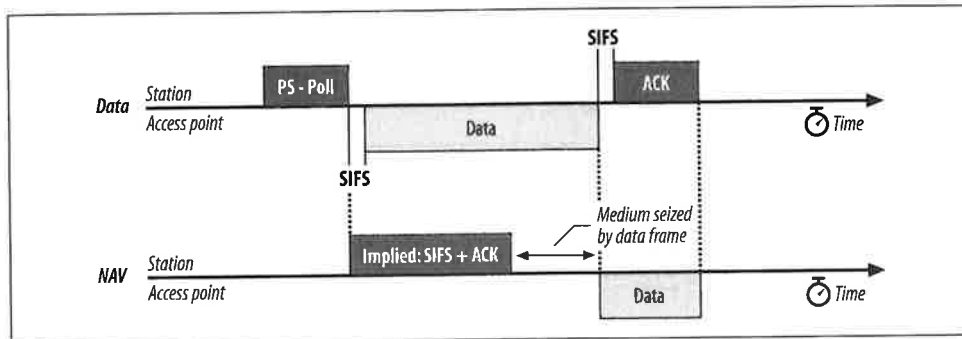 SIFS
PS - Poll
ACK
Station
Data
Access point
Data
Time
SIFS
Medium seized
by data frame
Implied: SIFS + ACK
Station
NAV
Access point
Data
Time